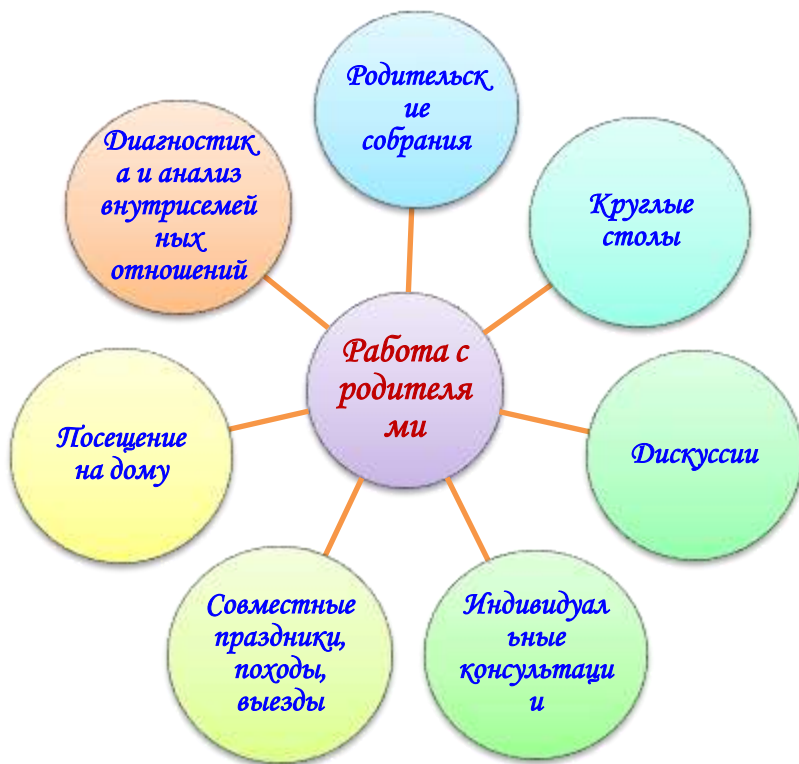 Родительск
ие
собрания
Диагностик
а и анализ
внутрисемей
ных
отношений
Круглые
столы
Работа с
родителя
ми
Посещение
на дому
Дискуссии
Совместные
праздники,
походы,
выезды
Индивидуал
ьные
консультаци
и